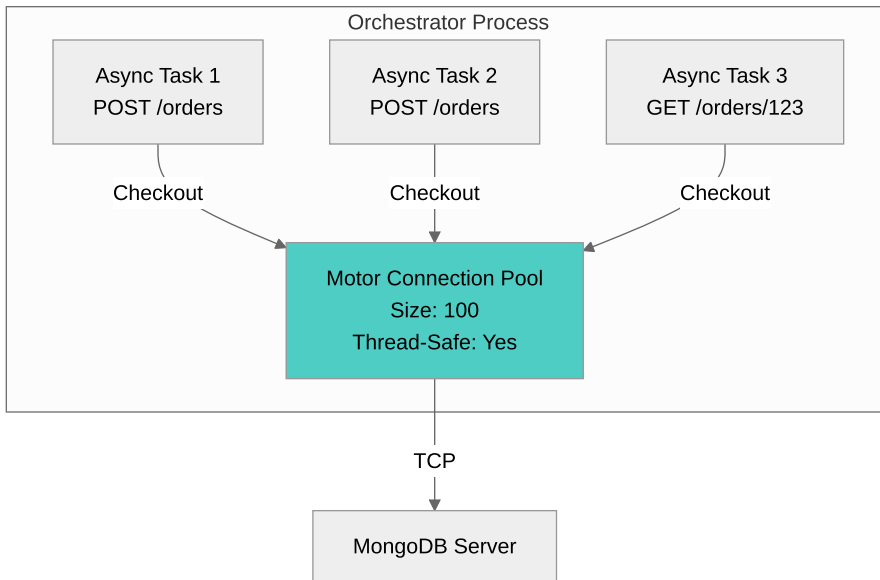 Orchestrator Process
Async Task 1
POST /orders
Async Task 2
POST /orders
Async Task 3
GET /orders/123
Checkout
Checkout
Checkout
Motor Connection Pool
Size: 100
Thread-Safe: Yes
TCP
MongoDB Server